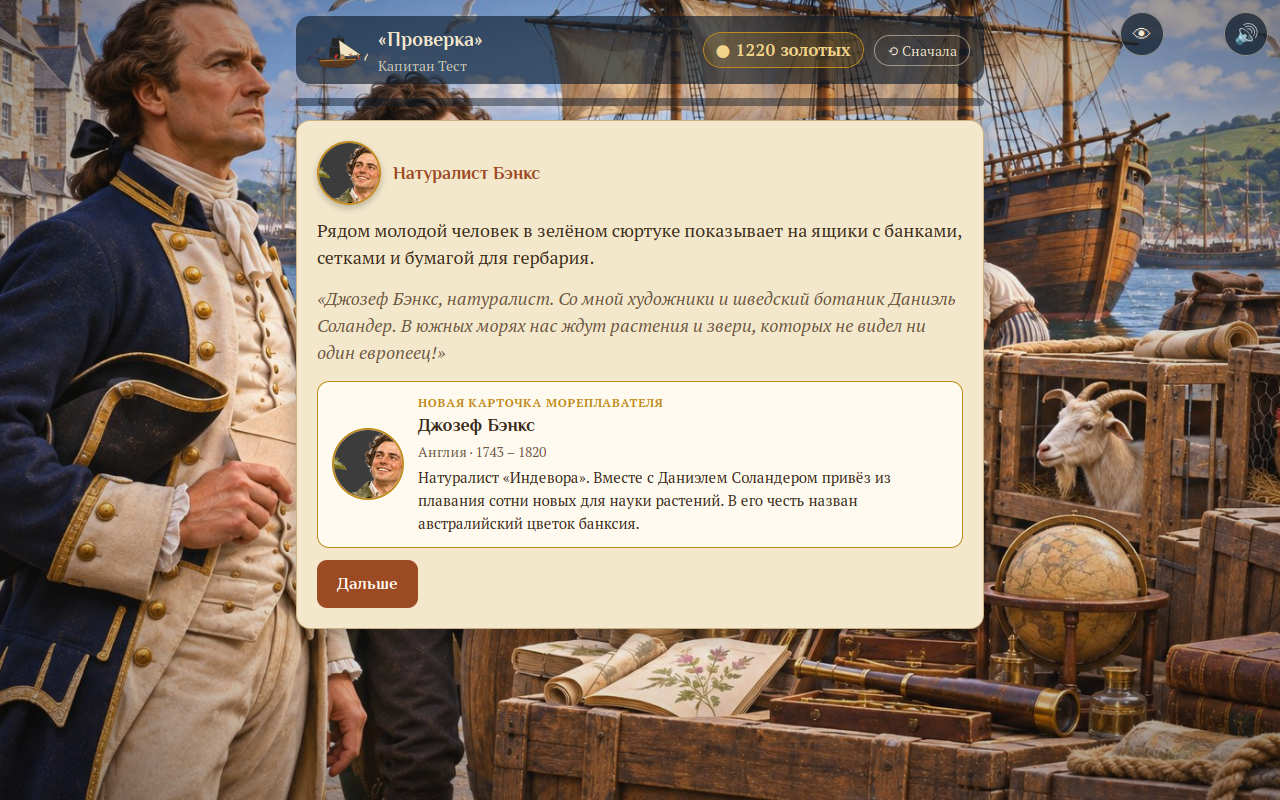 «Проверка»
Капитан Тест
1220 золотых
⟲ Сначала
Натуралист Бэнкс
Рядом молодой человек в зелёном сюртуке показывает на ящики с банками,
сетками и бумагой для гербария.
«Джозеф Бэнкс, натуралист. Со мной художники и шведский ботаник Даниэль
Соландер. В южных морях нас ждут растения и звери, которых не видел ни
один европеец!»
НОВАЯ КАРТОЧКА МОРЕПЛАВАТЕЛЯ
Джозеф Бэнкс
Англия · 1743 – 1820
Натуралист «Индевора». Вместе с Даниэлем Соландером привёз из
плавания сотни новых для науки растений. В его честь назван
австралийский цветок банксия.
Дальше